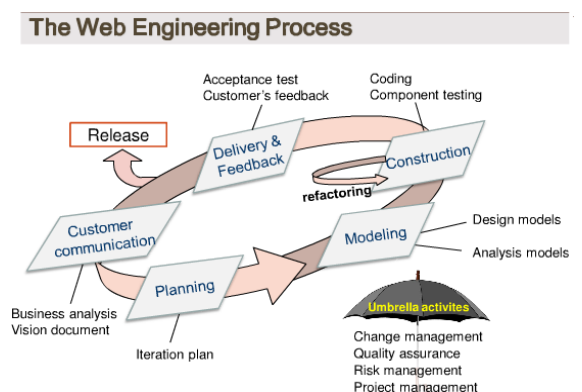 The Web Engineering Process
Acceptance test
Customer's feedback
Coding
Component testing
Release
Delivery &
Feedback
Construction
refactoring
Customer
communication
Modeling
Design models
Analysis models
Planning
Business analysis
Vision document
Iteration plan
Umbrella activites
Change management
Quality assurance
Risk management
Project management